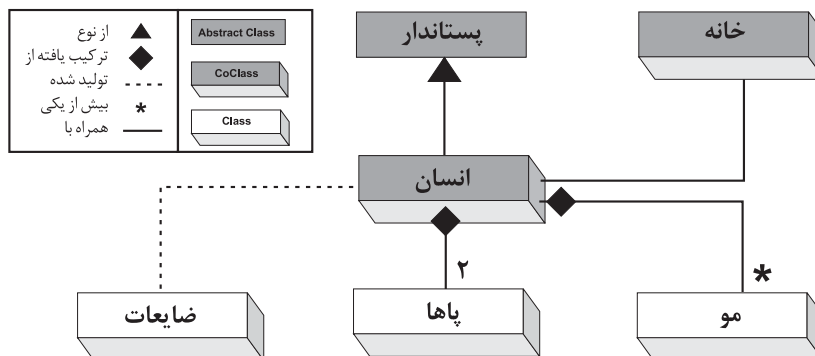 از نوع
ترکیب یافته از
تولید شده
بیش از یکی
*
همراه با
Abstract Class
CoClass
Class
پستاندار
خانه
انسان
۲
*
ضایعات
پاها
مو